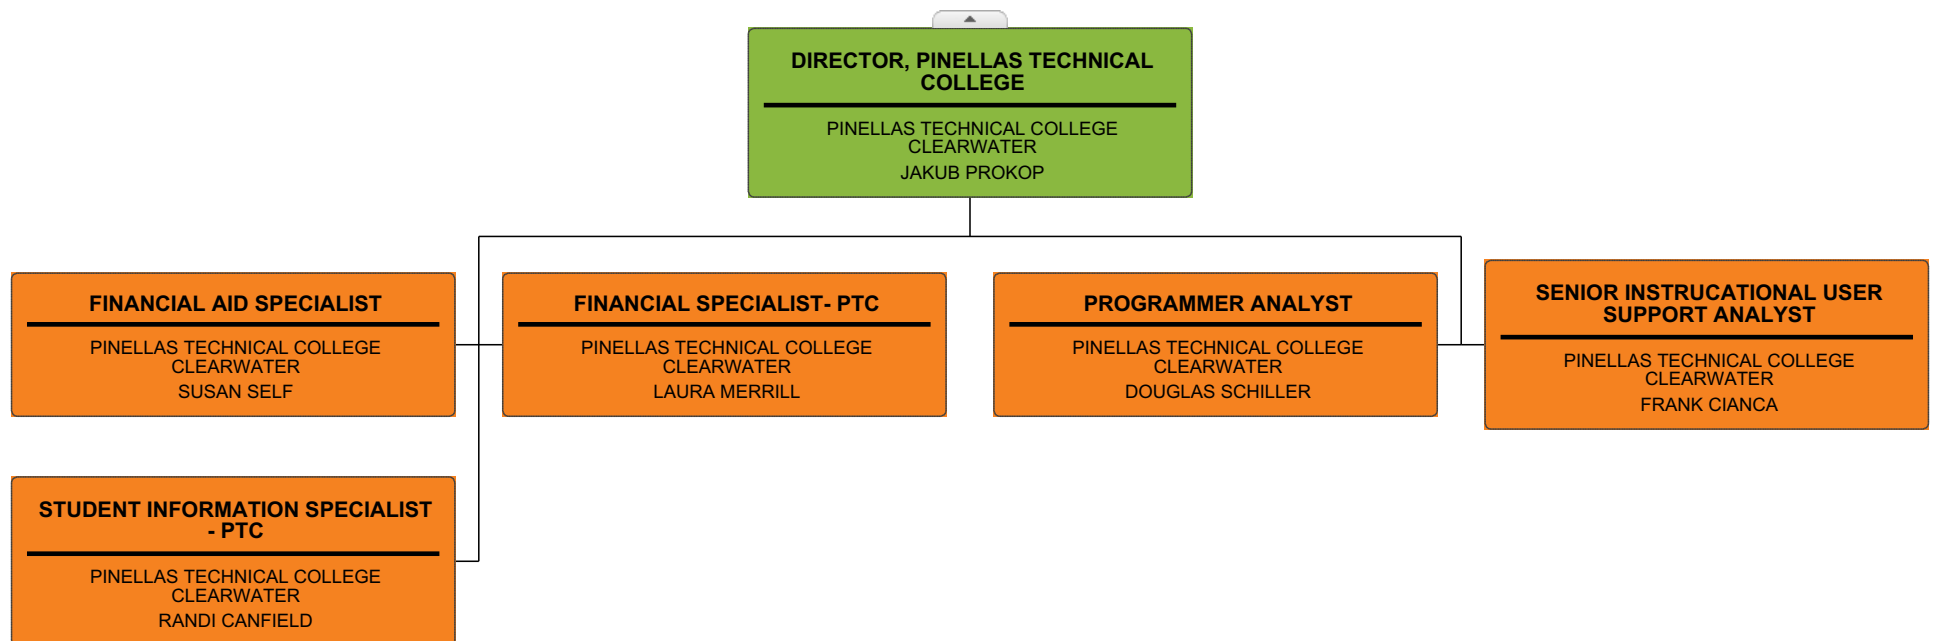 DIRECTOR, PINELLAS TECHNICAL
COLLEGE
PINELLAS TECHNICAL COLLEGE
CLEARWATER
JAKUB PROKOP
FINANCIAL AID SPECIALIST
PINELLAS TECHNICAL COLLEGE
CLEARWATER
SUSAN SELF
FINANCIAL SPECIALIST- PTC
PINELLAS TECHNICAL COLLEGE
CLEARWATER
LAURA MERRILL
PROGRAMMER ANALYST
PINELLAS TECHNICAL COLLEGE
CLEARWATER
DOUGLAS SCHILLER
SENIOR INSTRUCATIONAL USER
SUPPORT ANALYST
PINELLAS TECHNICAL COLLEGE
CLEARWATER
FRANK CIANCA
STUDENT INFORMATION SPECIALIST
- PTC
PINELLAS TECHNICAL COLLEGE
CLEARWATER
RANDI CANFIELD